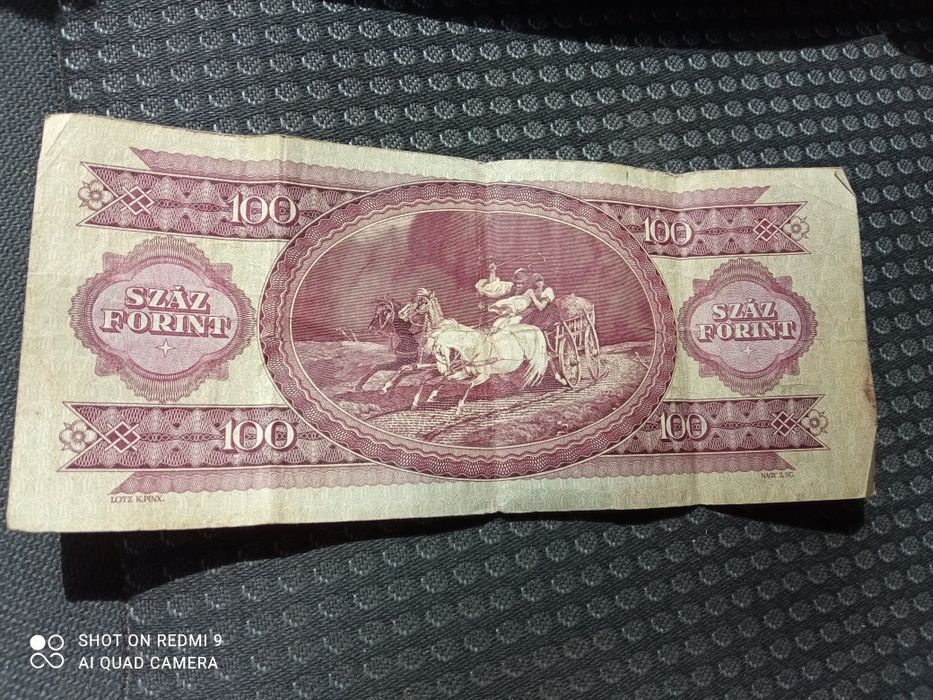 100
100
SZÁZ
FORINT
SZÁZ
FORINT
100
100
LOTZ K.PINX.
NAGY Z.SC.
SHOT ON REDMI 9
AI QUAD CAMERA